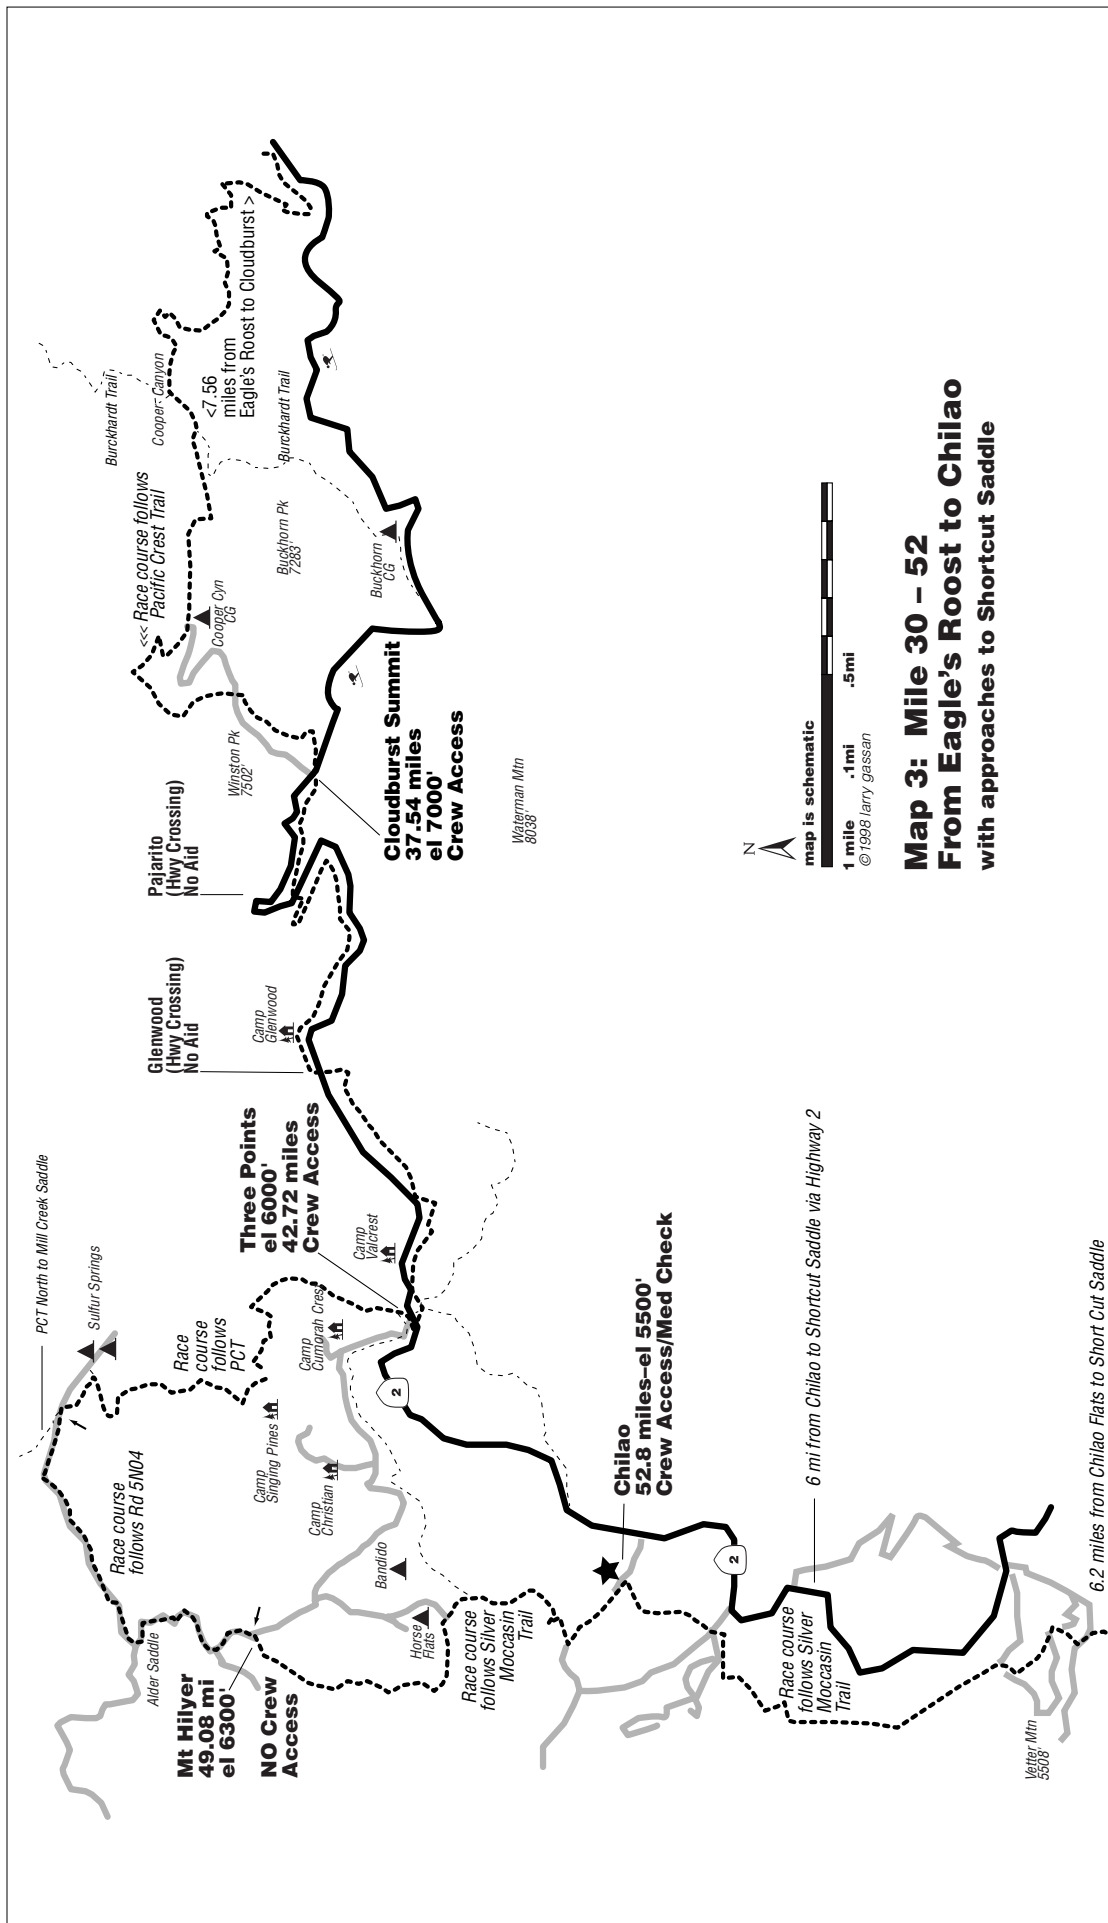 PCT North to Mill Creek Saddle
Sulfur Springs
Race
course
follows
PCT
Race course
follows Rd 5N04
Alder Saddle
Mt Hilyer
49.08 mi
el 6300'
NO Crew
Access
Camp
Singing Pines
Camp
Christian
Camp
Cumorah Crest
Bandido
Horse
Flats
Three Points
el 6000'
42.72 miles
Crew Access
Camp
Valcrest
Glenwood
(Hwy Crossing)
No Aid
Camp
Glenwood
Pajarito
(Hwy Crossing)
No Aid
Winston Pk
7502'
Cloudburst Summit
37.54 miles
el 7000'
Crew Access
Waterman Mtn
8038'
<<< Race course follows
Pacific Crest Trail
Cooper Cyn
CG
Buckhorn Pk
7283'
Buckhorn
CG
Burckhardt Trail
Cooper Canyon
<7.56
miles from
Eagle's Roost to Cloudburst >
Burckhardt Trail
2
Race course
follows Silver
Moccasin
Trail
Chilao
52.8 miles–el 5500'
Crew Access/Med Check
2
6 mi from Chilao to Shortcut Saddle via Highway 2
Race course
follows Silver
Moccasin
Trail
Vetter Mtn
5508'
6.2 miles from Chilao Flats to Short Cut Saddle
N
map is schematic
1 mile .1mi .5mi
©1998 larry gassan
Map 3: Mile 30 – 52
From Eagle's Roost to Chilao
with approaches to Shortcut Saddle